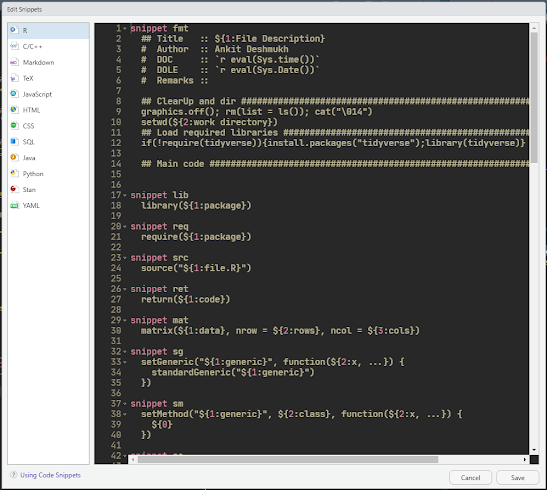 Edit Snippets
R
C/C++
Markdown
TeX
JavaScript
HTML
CSS
SQL
Java
Python
Stan
YAML
1 snippet fmt
2 ## Title   :: ${1:File Description}
3 #  Author  :: Ankit Deshmukh
4 #  DOC     :: `r eval(Sys.time())`
5 #  DOLE    :: `r eval(Sys.Date())`
6 #  Remarks ::
7
8 ## ClearUp and dir ####################################################
9 graphics.off(); rm(list = ls()); cat("\014")
10 setwd(${2:work directory})
11 ## Load required libraries ############################################
12 if(!require(tidyverse)){install.packages("tidyverse");library(tidyverse)}
13
14 ## Main code ##########################################################
15
16
17 snippet lib
18 library(${1:package})
19
20 snippet req
21 require(${1:package})
22
23 snippet src
24 source("${1:file.R}")
25
26 snippet ret
27 return(${1:code})
28
29 snippet mat
30 matrix(${1:data}, nrow = ${2:rows}, ncol = ${3:cols})
31
32 snippet sg
33 setGeneric("${1:generic}", function(${2:x, ...}) {
34 standardGeneric("${1:generic}")
35 })
36
37 snippet sm
38 setMethod("${1:generic}", ${2:class}, function(${2:x, ...}) {
39 ${0}
40 })
41
42 snippet
Using Code Snippets
Cancel
Save